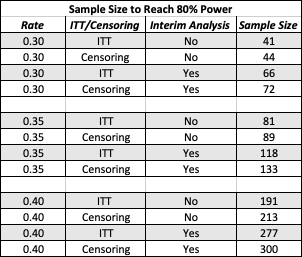 Sample Size to Reach 80% Power
Rate ITT/Censoring Interim Analysis Sample Size
0.30 ITT No 41
0.30 Censoring No 44
0.30 ITT Yes 66
0.30 Censoring Yes 72
0.35 ITT No 81
0.35 Censoring No 89
0.35 ITT Yes 118
0.35 Censoring Yes 133
0.40 ITT No 191
0.40 Censoring No 213
0.40 ITT Yes 277
0.40 Censoring Yes 300